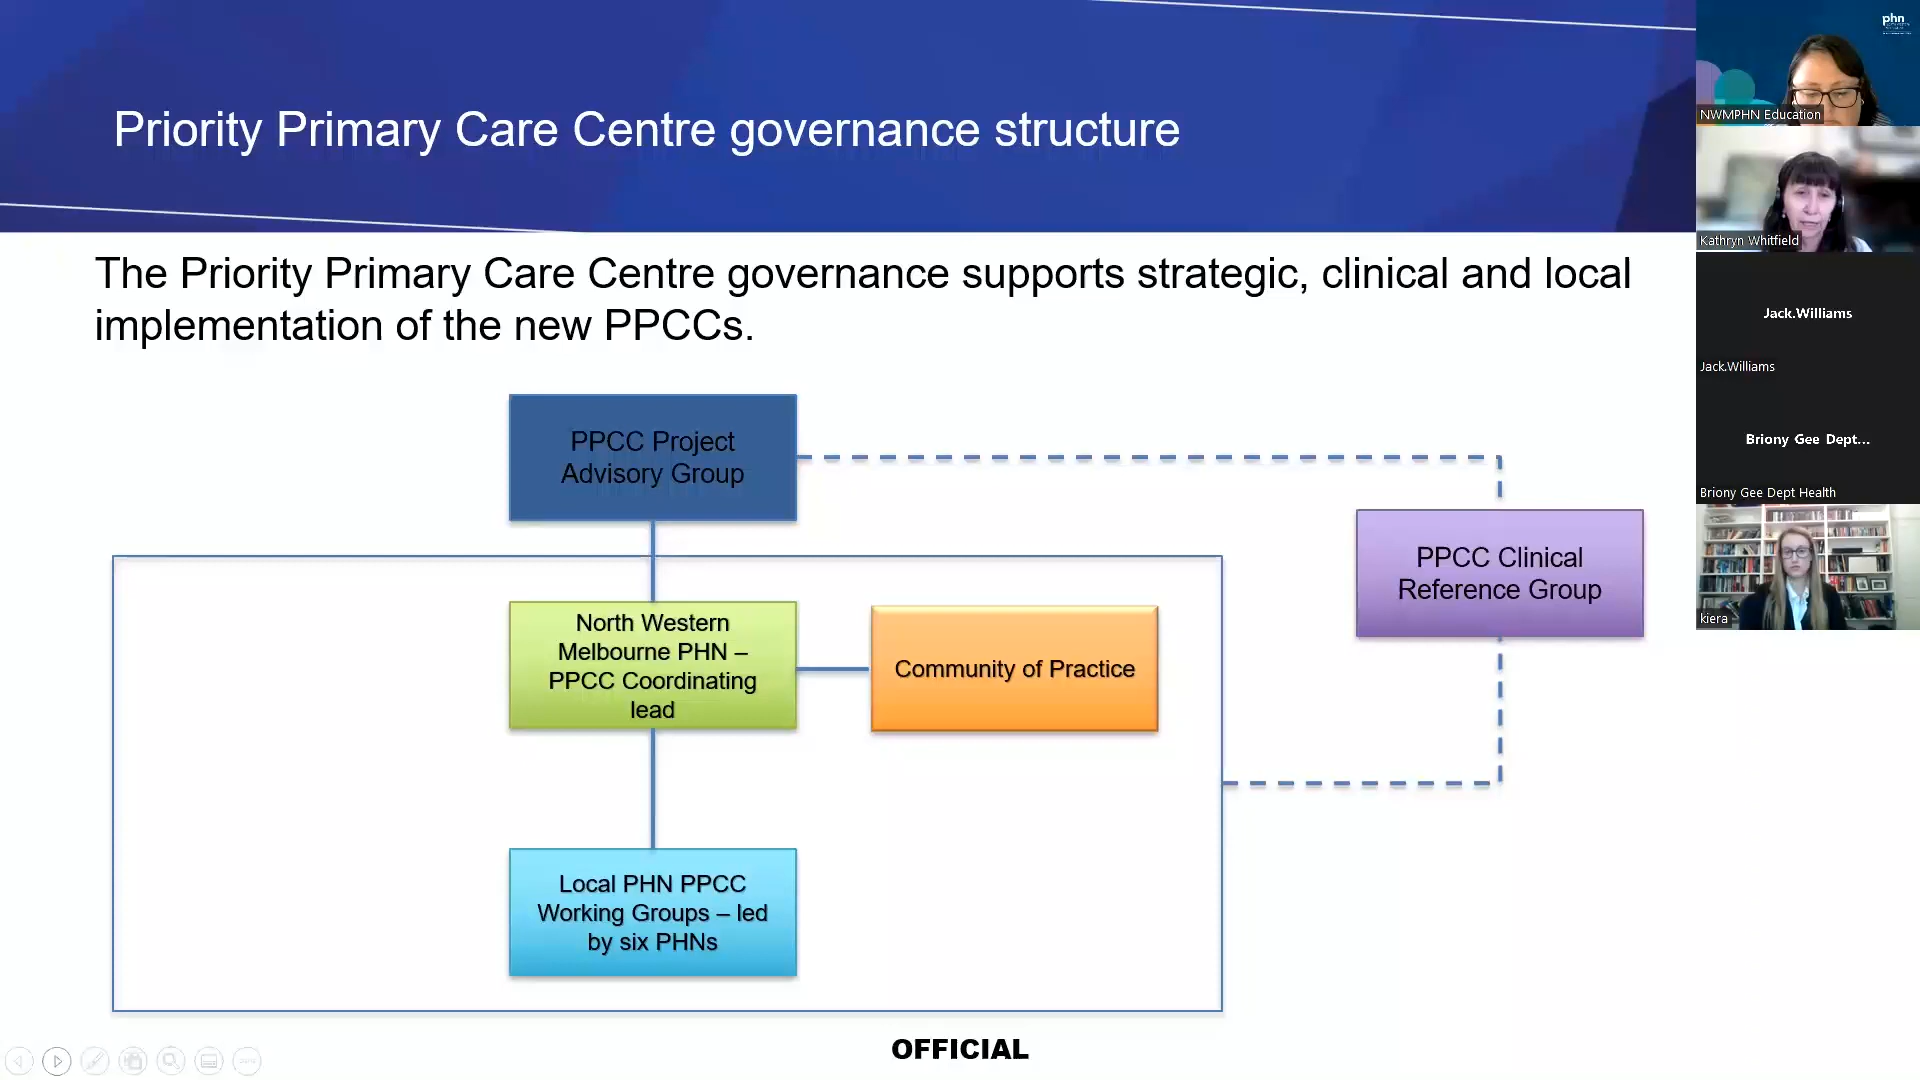 Priority Primary Care Centre governance structure
The Priority Primary Care Centre governance supports strategic, clinical and local
implementation of the new PPCCs.
PPCC Project
Advisory Group
PPCC Clinical
Reference Group
North Western
Melbourne PHN –
PPCC Coordinating
lead
Community of Practice
Local PHN PPCC
Working Groups – led
by six PHNs
OFFICIAL
phn
NWMPHN Education
Kathryn Whitfield
Jack.Williams
Jack.Williams
Briony Gee Dept...
Briony Gee Dept Health
kiera